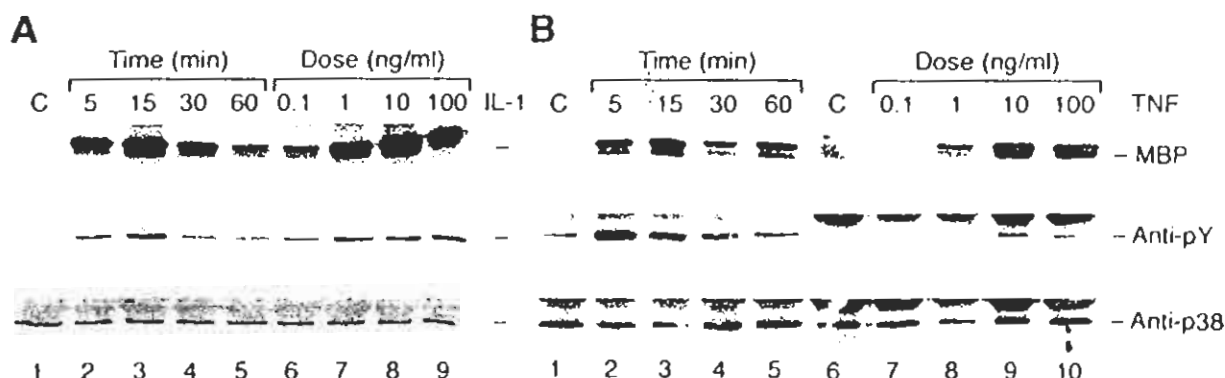 A
Time (min) Dose (ng/ml)
C 5 15 30 60 0.1 1 10 100 IL-1
1 2 3 4 5 6 7 8 9
B
Time (min) Dose (ng/ml)
C 5 15 30 60 C 0.1 1 10 100 TNF
– MBP
– Anti-pY
– Anti-p38
1 2 3 4 5 6 7 8 9 10